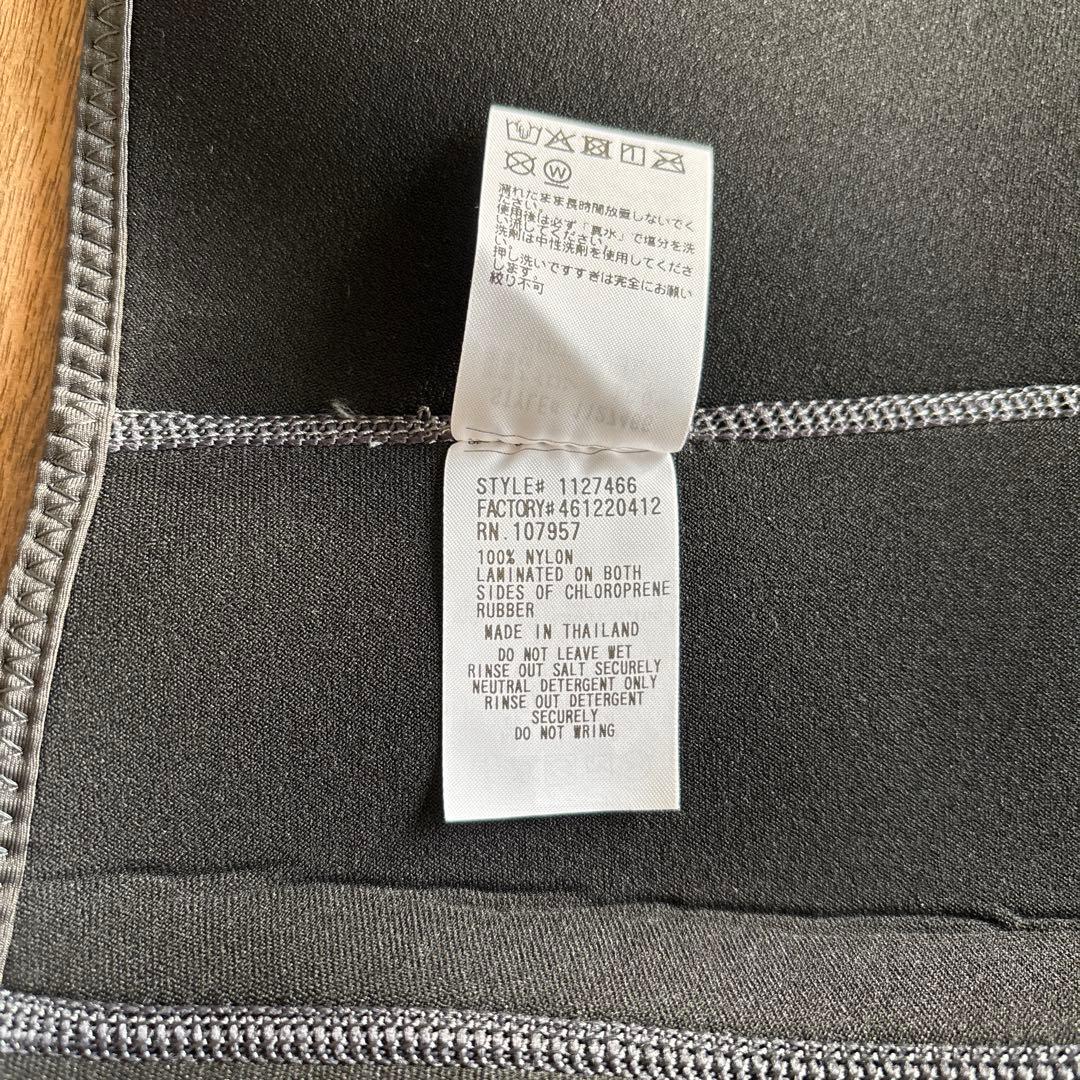 濡れたまま長時間放置しないでく
ださい。
使用後は必ず「真水」で塩分を洗
い流してください。
洗剤は中性洗剤を使用してくださ
い。
押し洗いですすぎは完全にお願い
します。
絞り不可
STYLE# 1127466
FACTORY#461220412
RN.107957
100% NYLON
LAMINATED ON BOTH
SIDES OF CHLOROPRENE
RUBBER
MADE IN THAILAND
DO NOT LEAVE WET
RINSE OUT SALT SECURELY
NEUTRAL DETERGENT ONLY
RINSE OUT DETERGENT
SECURELY
DO NOT WRING